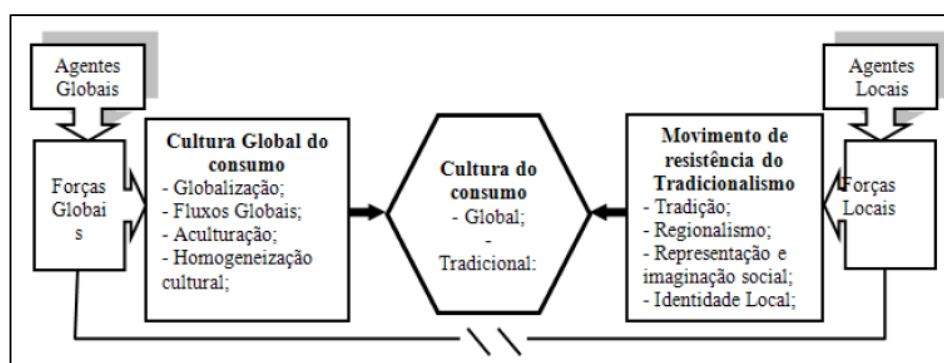 Agentes
Globais
Forças
Globai
s
Cultura Global do
consumo
- Globalização;
- Fluxos Globais;
- Aculturação;
- Homogeneização
cultural;
Cultura do
consumo
- Global;
-
Tradicional:
Movimento de
resistência do
Tradicionalismo
- Tradição;
- Regionalismo;
- Representação e
imaginação social;
- Identidade Local;
Agentes
Locais
Forças
Locais